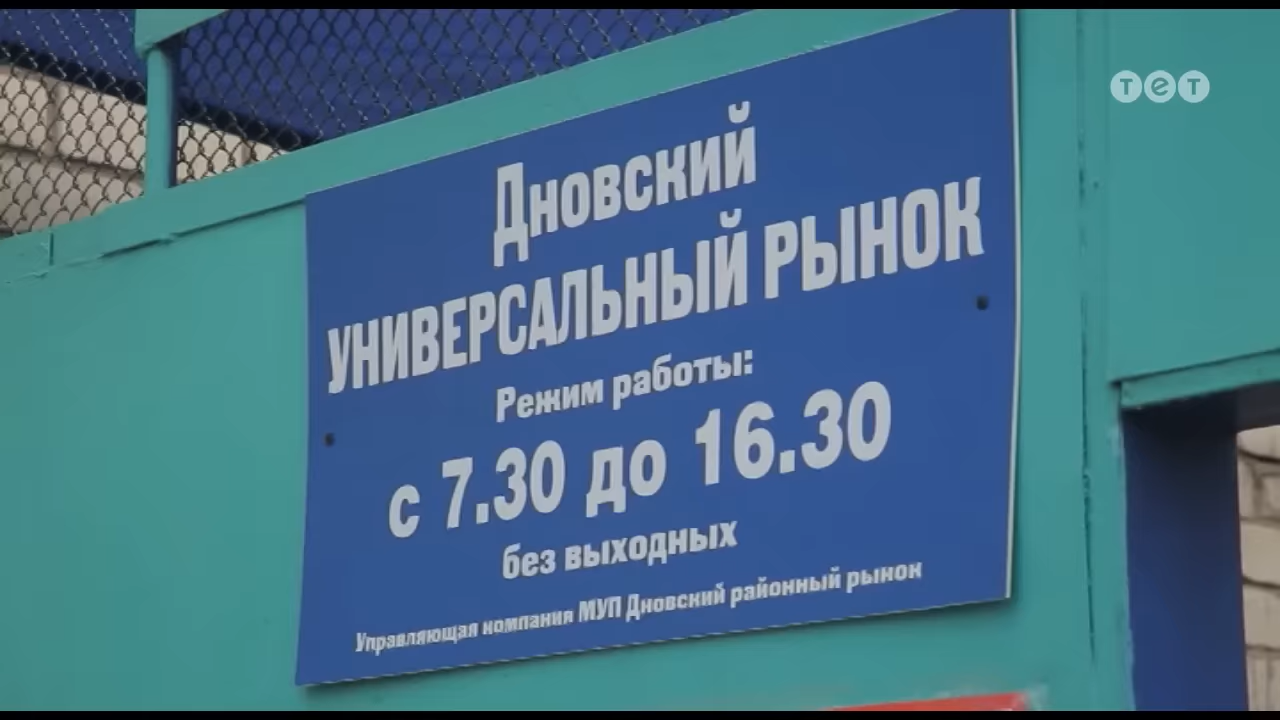 тет
Дновский
УНИВЕРСАЛЬНЫЙ РЫНОК
Режим работы:
с 7.30 до 16.30
без выходных
Управляющая компания МУП Дновский районный рынок